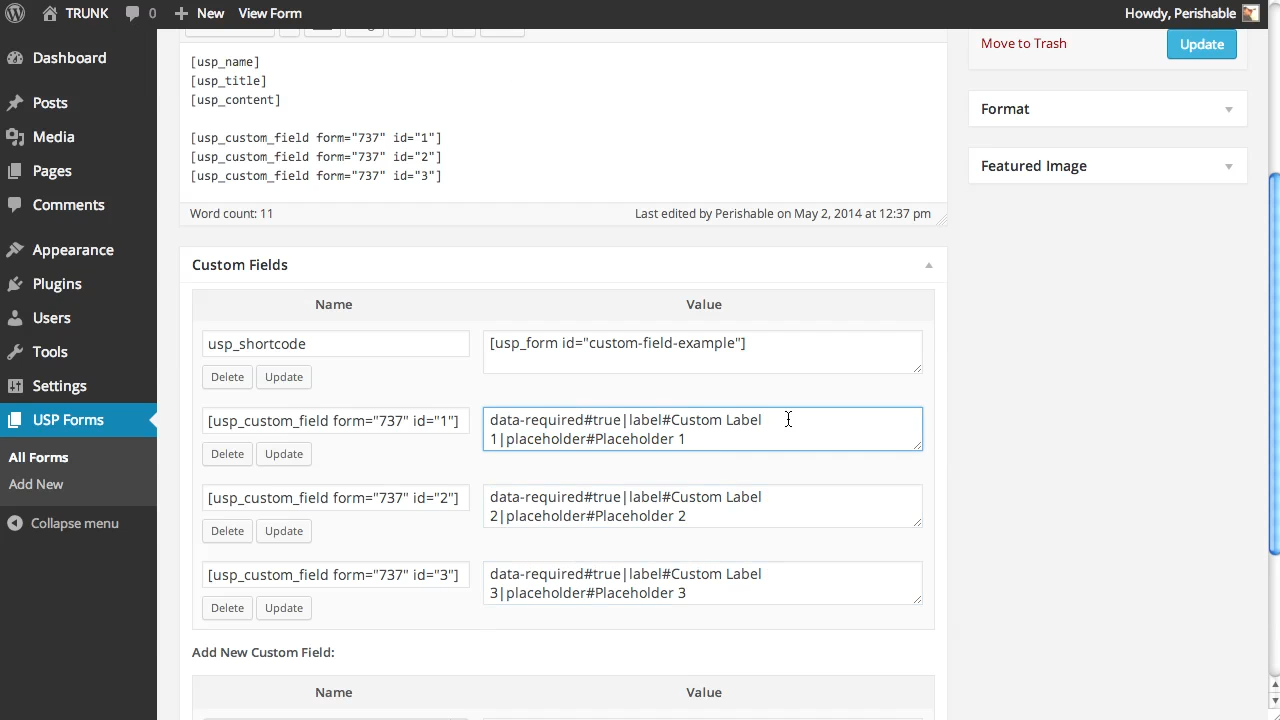 TRUNK 0 New View Form Howdy, Perishable
Dashboard
Posts
Media
Pages
Comments
Appearance
Plugins
Users
Tools
Settings
USP Forms
All Forms
Add New
Collapse menu
[usp_name]
[usp_title]
[usp_content]
[usp_custom_field form="737" id="1"]
[usp_custom_field form="737" id="2"]
[usp_custom_field form="737" id="3"]
Word count: 11 Last edited by Perishable on May 2, 2014 at 12:37 pm
Custom Fields
Name Value
usp_shortcode [usp_form id="custom-field-example"]
Delete Update
[usp_custom_field form="737" id="1"] data-required#true|label#Custom Label
1|placeholder#Placeholder 1
Delete Update
[usp_custom_field form="737" id="2"] data-required#true|label#Custom Label
2|placeholder#Placeholder 2
Delete Update
[usp_custom_field form="737" id="3"] data-required#true|label#Custom Label
3|placeholder#Placeholder 3
Delete Update
Add New Custom Field:
Name Value
Move to Trash Update
Format
Featured Image